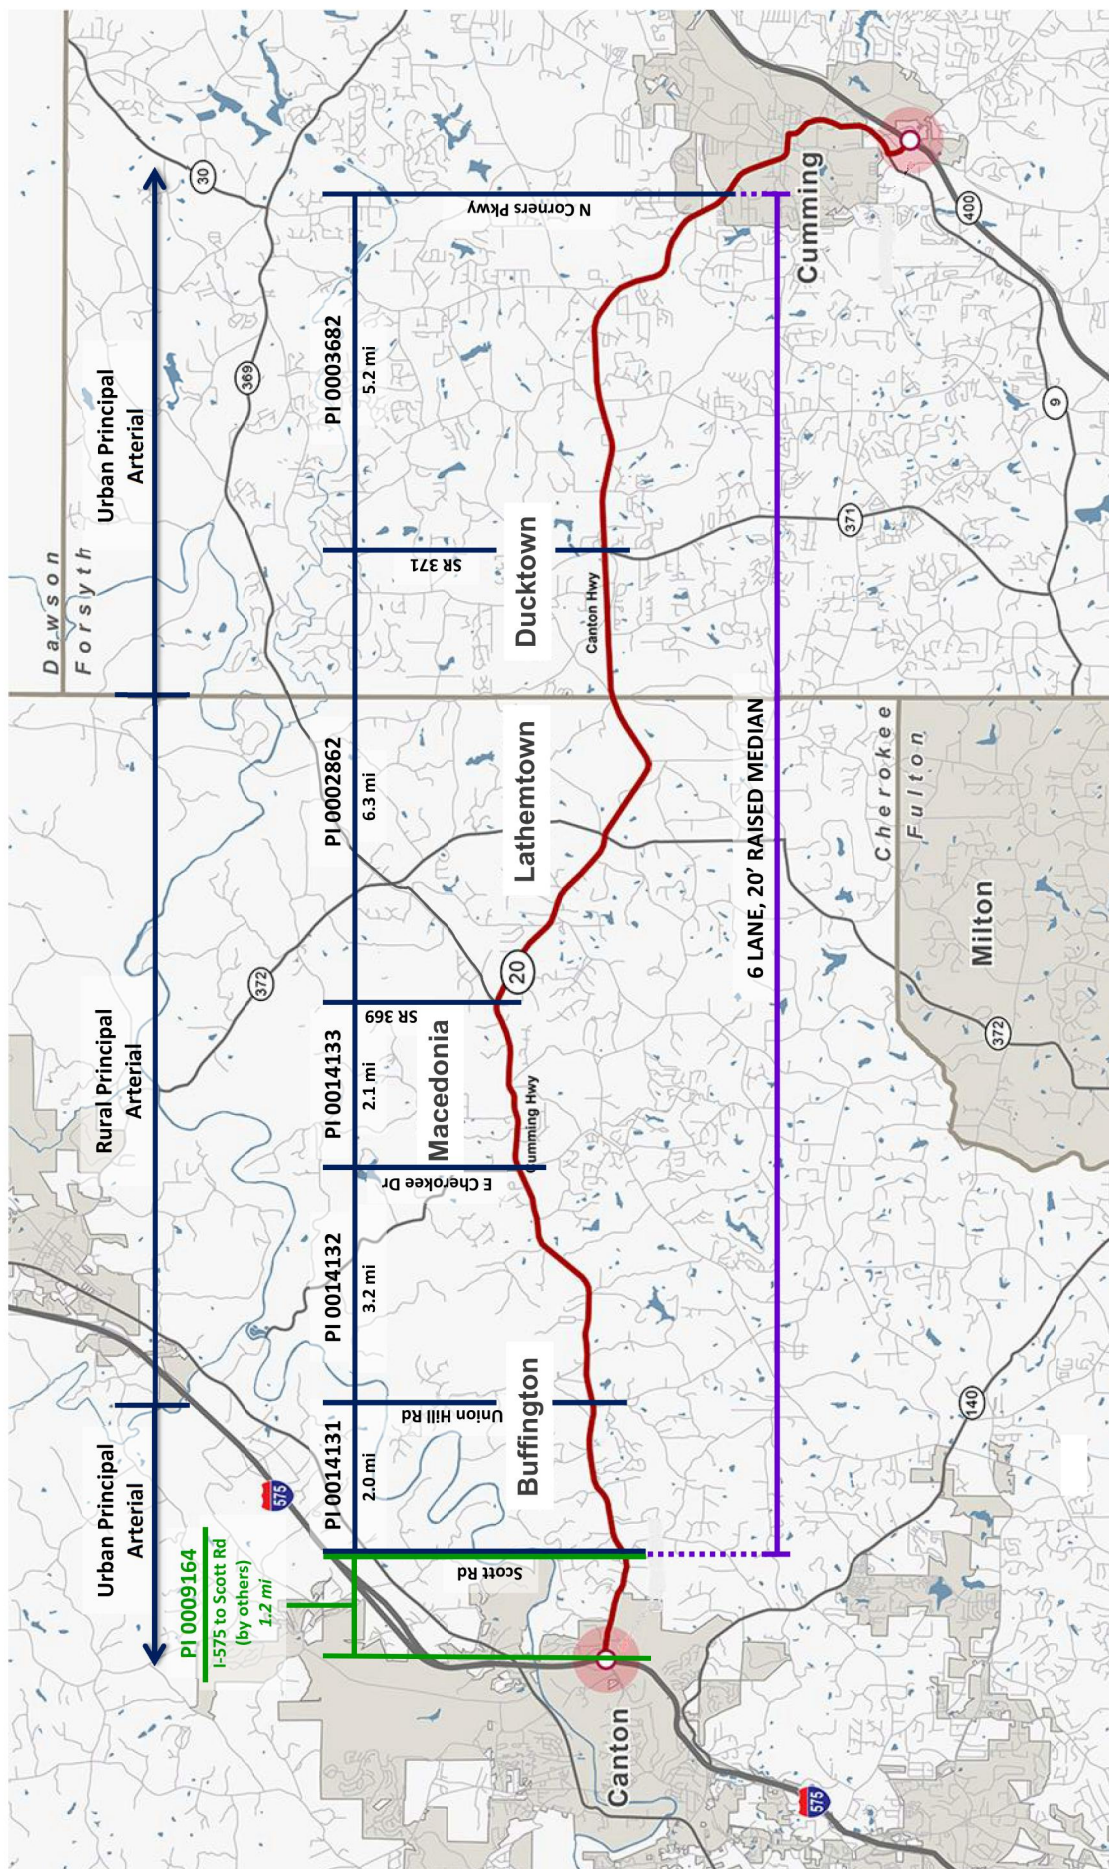 Urban Principal
Arterial
Rural Principal
Arterial
Urban Principal
Arterial
PI 0009164
I-575 to Scott Rd
(by others)
1.2 mi
PI 0014131
2.0 mi
PI 0014132
3.2 mi
PI 0014133
2.1 mi
PI 0002862
6.3 mi
PI 0003682
5.2 mi
Scott Rd
Union Hill Rd
E Cherokee Dr
SR 369
SR 371
N Corners Pkwy
Canton
Buffington
Macedonia
Lathemtown
Ducktown
Cumming
Milton
Cumming Hwy
Canton Hwy
Dawson
Forsyth
Cherokee
Fulton
6 LANE, 20’ RAISED MEDIAN
575
575
140
372
372
20
369
30
371
9
400